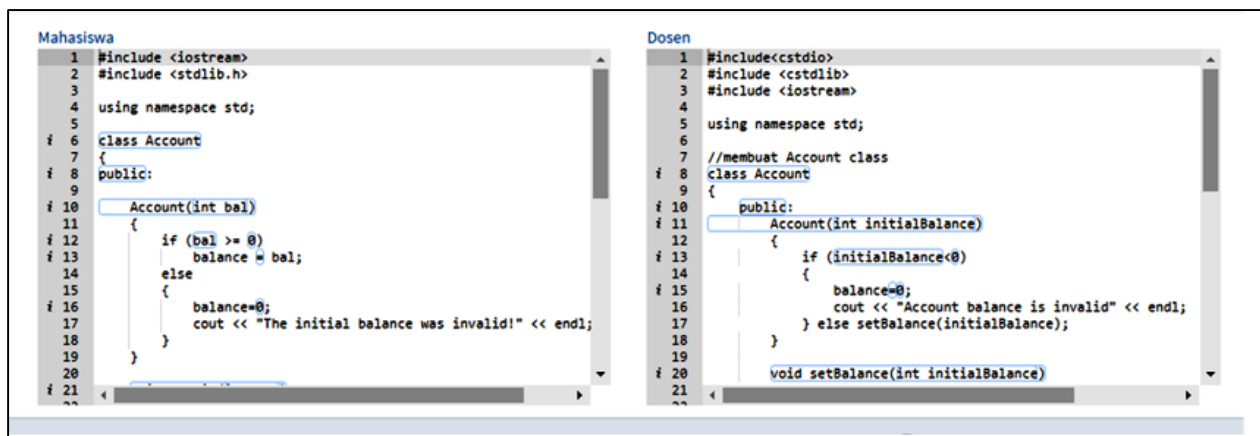 Mahasiswa
1 #include <iostream>
2 #include <stdlib.h>
3
4 using namespace std;
5
i 6 class Account
7 {
i 8 public:
9
i 10 Account(int bal)
11 {
i 12 if (bal >= 0)
i 13 balance = bal;
14 else
15 {
i 16 balance=0;
17 cout << "The initial balance was invalid!" << endl;
18 }
19 }
20
i 21
Dosen
1 #include<cstdio>
2 #include <cstdlib>
3 #include <iostream>
4
5 using namespace std;
6
7 //membuat Account class
i 8 class Account
9 {
i 10 public:
i 11 Account(int initialBalance)
12 {
i 13 if (initialBalance<0)
14 {
i 15 balance=0;
16 cout << "Account balance is invalid" << endl;
17 } else setBalance(initialBalance);
18 }
19
i 20 void setBalance(int initialBalance)
21